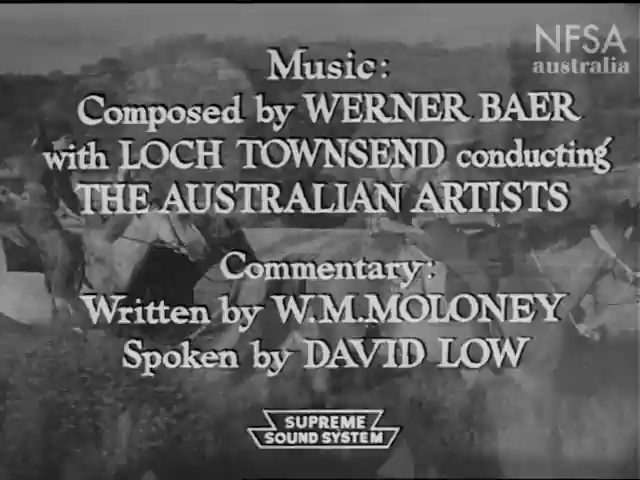 NFSA
australia
Music:
Composed by WERNER BAER
with LOCH TOWNSEND conducting
THE AUSTRALIAN ARTISTS
Commentary:
Written by W.M.MOLONEY
Spoken by DAVID LOW
SUPREME
SOUND SYSTEM